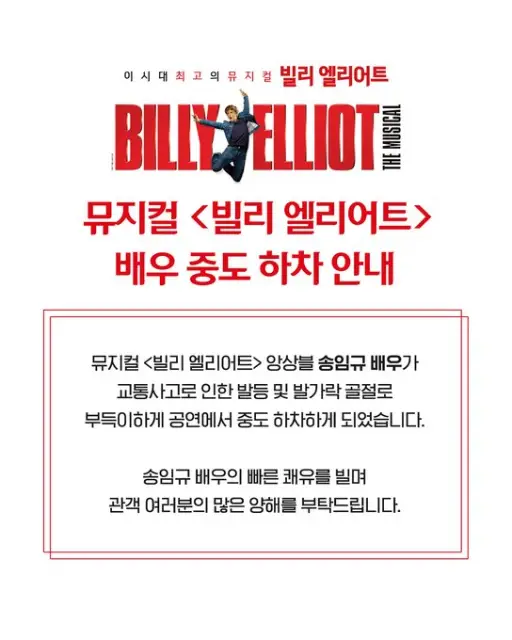 이 시 대 최 고 의 뮤 지 컬 빌리 엘리어트
BILLY ELLIOT
THE MUSICAL
뮤지컬 <빌리 엘리어트>
배우 중도 하차 안내
뮤지컬 <빌리 엘리어트> 앙상블 송임규 배우가
교통사고로 인한 발등 및 발가락 골절로
부득이하게 공연에서 중도 하차하게 되었습니다.
송임규 배우의 빠른 쾌유를 빌며
관객 여러분의 많은 양해를 부탁드립니다.